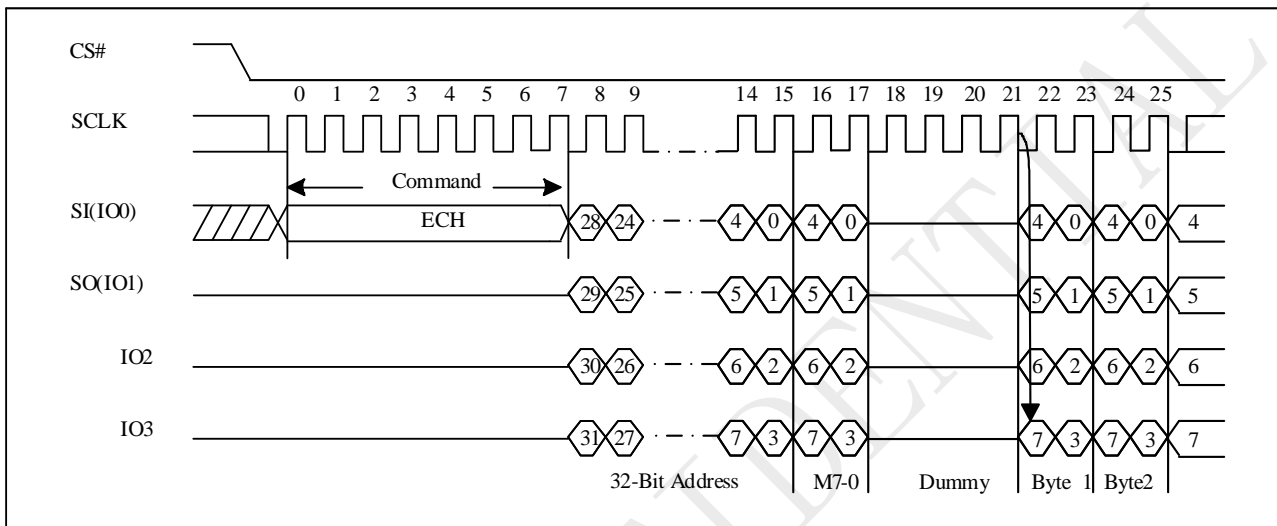 CS#
0 1 2 3 4 5 6 7 8 9 14 15 16 17 18 19 20 21 22 23 24 25
SCLK
Command
SI(IO0) ECH 28 24 4 0 4 0 4 0 4 0 4
SO(IO1) 29 25 5 1 5 1 5 1 5 1 5
IO2 30 26 6 2 6 2 6 2 6 2 6
IO3 31 27 7 3 7 3 7 3 7 3 7
32-Bit Address M7-0 Dummy Byte 1 Byte2